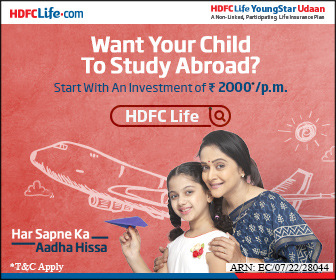 HDFCLife.com
HDFC Life YoungStar Udaan
A Non-Linked, Participating Life Insurance Plan
Want Your Child
To Study Abroad?
Start With An Investment of ₹ 2000*/p.m.
HDFC Life
Har Sapne Ka
Aadha Hissa
*T&C Apply
ARN: EC/07/22/28044